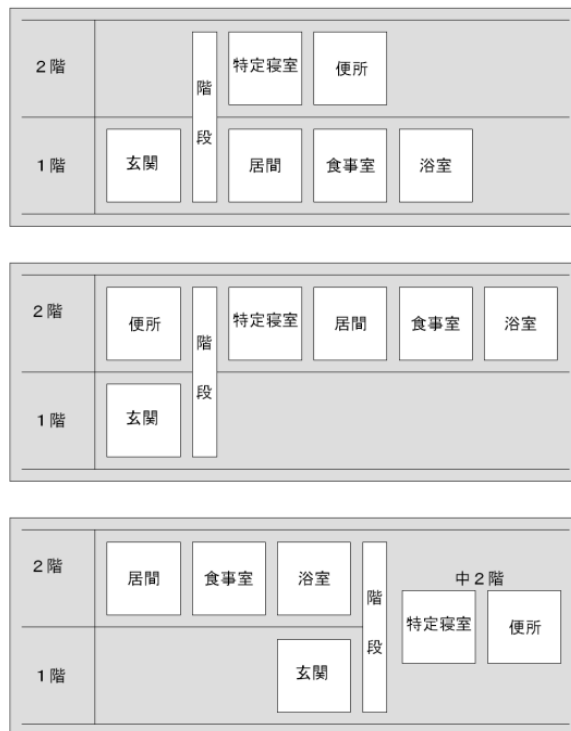 2階
特定寝室
便所
階段
1階
玄関
居間
食事室
浴室
2階
便所
階段
特定寝室
居間
食事室
浴室
1階
玄関
2階
居間
食事室
浴室
階段
中2階
特定寝室
便所
1階
玄関